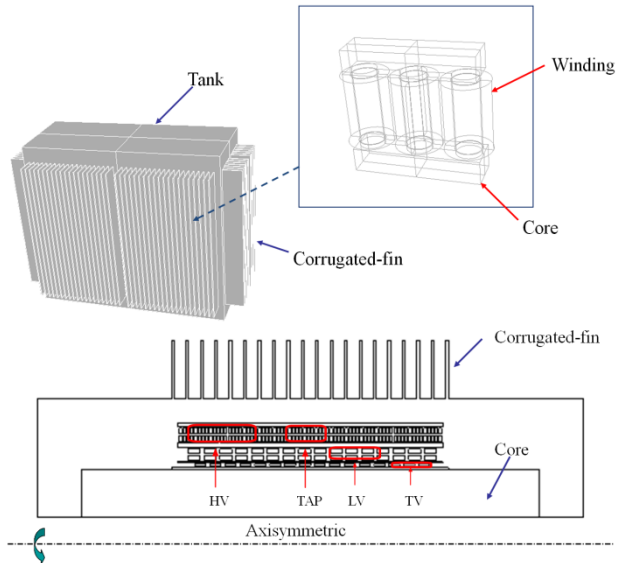 Tank
Winding
Core
Corrugated-fin
Corrugated-fin
Core
HV
TAP
LV
TV
Axisymmetric